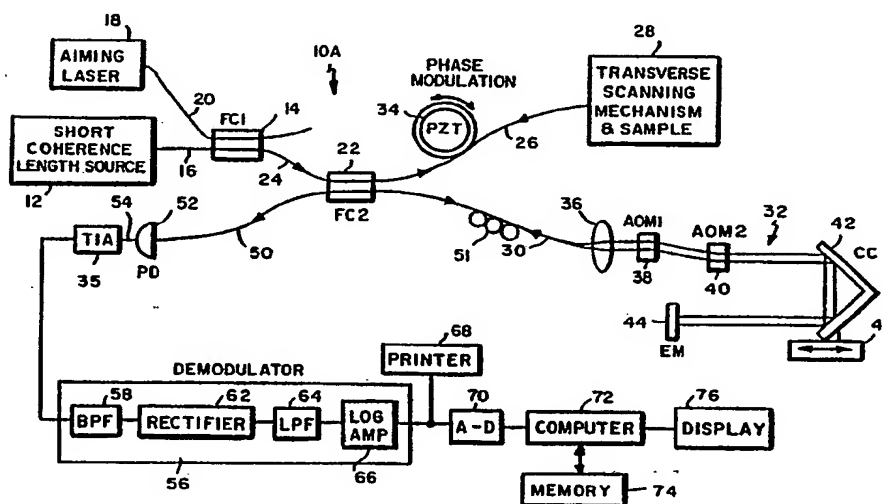 18
AIMING
LASER
20
FC1
14
10A
PHASE
MODULATION
34
PZT
28
TRANSVERSE
SCANNING
MECHANISM
& SAMPLE
26
SHORT
COHERENCE
LENGTH SOURCE
12
16
24
22
FC2
52
54
TIA
35
PD
50
51
30
36
AOM1
38
AOM2
40
32
42
CC
44
EM
4
68
PRINTER
DEMODULATOR
58
BPF
62
RECTIFIER
64
LPF
LOG
AMP
66
56
70
A-D
72
COMPUTER
76
DISPLAY
MEMORY
74